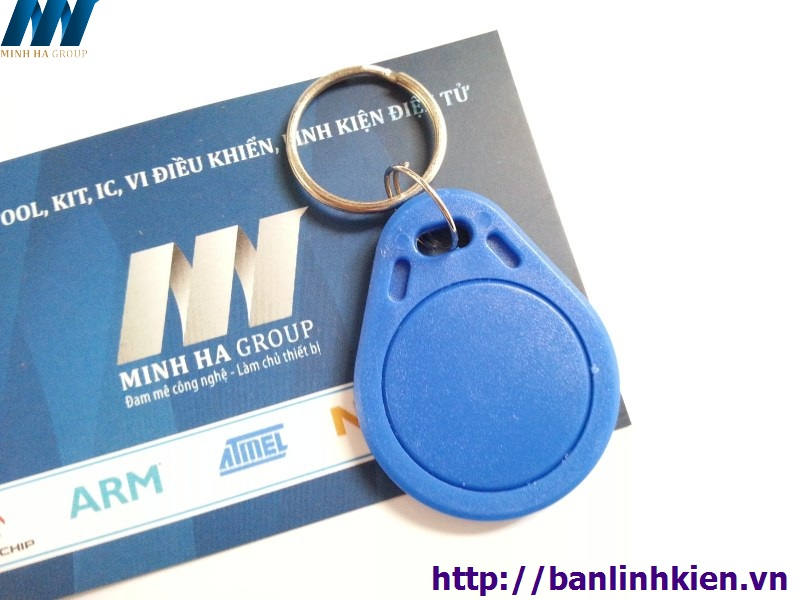 MINH HA GROUP
OOL, KIT, IC, VI ĐIỀU KHIỂN, INH KIỆN ĐIỆN TỬ
MINH HA GROUP
Đam mê công nghệ - Làm chủ thiết bị
CHIP
ARM
ATMEL
N
http://banlinhkien.vn